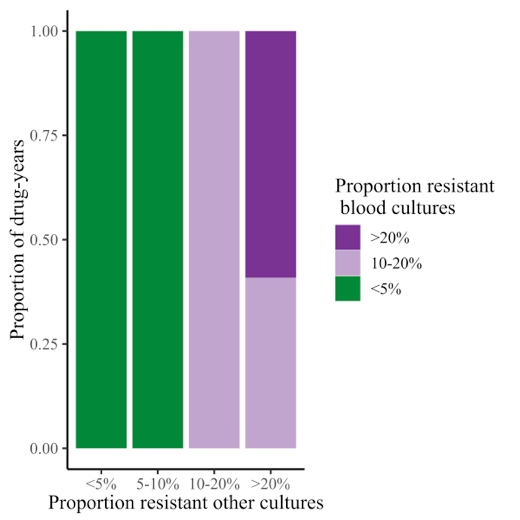 1.00
0.75
0.50
0.25
0.00
Proportion of drug-years
<5% 5-10% 10-20% >20%
Proportion resistant other cultures
Proportion resistant
blood cultures
>20%
10-20%
<5%